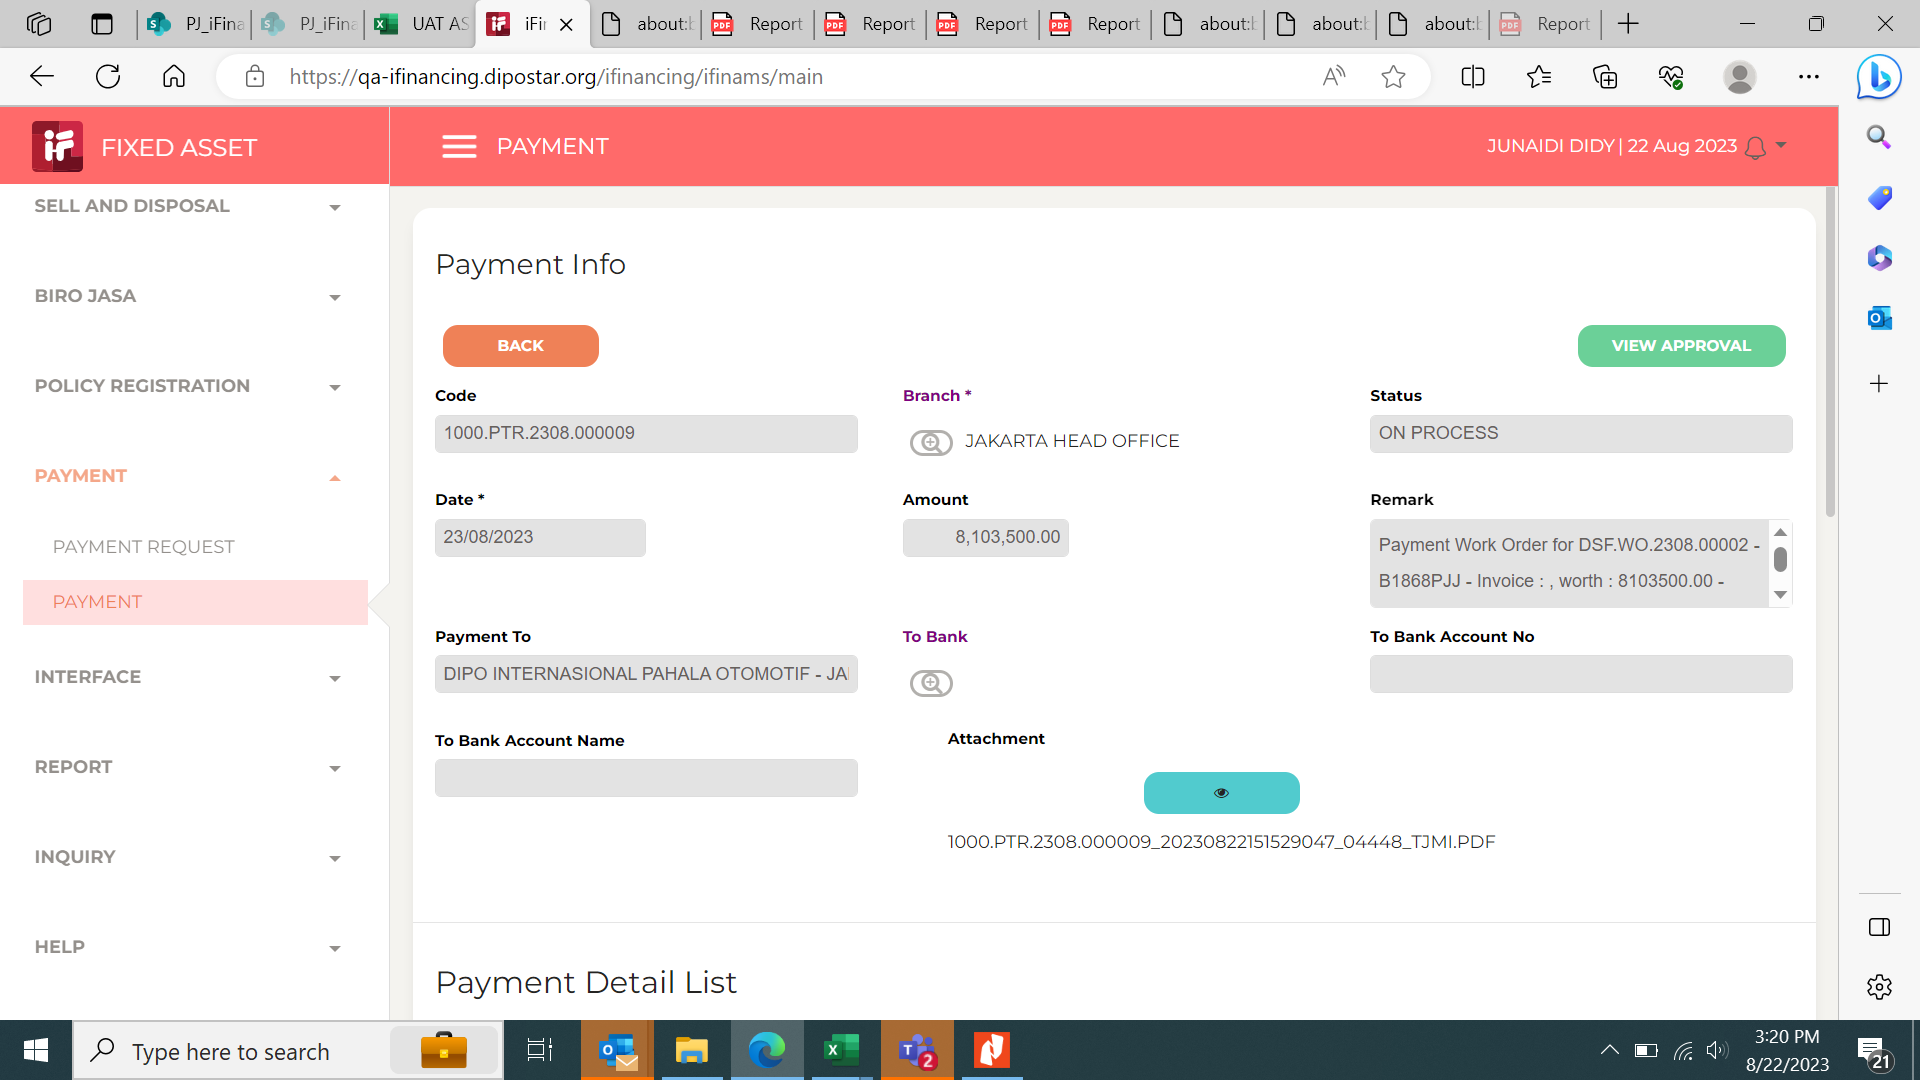 PJ_iFina
PJ_iFina
UAT AS
iFin
about:b
Report
Report
Report
Report
about:b
about:b
about:b
Report
https://qa-ifinancing.dipostar.org/ifinancing/ifinams/main
iF FIXED ASSET
PAYMENT
JUNAIDI DIDY | 22 Aug 2023
SELL AND DISPOSAL
BIRO JASA
POLICY REGISTRATION
PAYMENT
PAYMENT REQUEST
PAYMENT
INTERFACE
REPORT
INQUIRY
HELP
Payment Info
BACK
VIEW APPROVAL
Code
Branch *
Status
1000.PTR.2308.000009
JAKARTA HEAD OFFICE
ON PROCESS
Date *
Amount
Remark
23/08/2023
8,103,500.00
Payment Work Order for DSF.WO.2308.00002 -
B1868PJJ - Invoice : , worth : 8103500.00 -
Payment To
To Bank
To Bank Account No
DIPO INTERNASIONAL PAHALA OTOMOTIF - JA
To Bank Account Name
Attachment
1000.PTR.2308.000009_20230822151529047_04448_TJMI.PDF
Payment Detail List
Type here to search
2
3:20 PM
8/22/2023
21